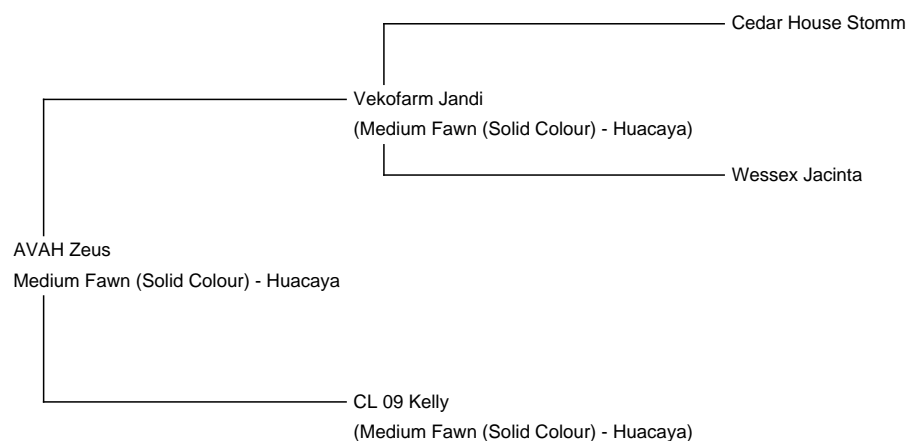 Cedar House Stomm
Vekofarm Jandi
(Medium Fawn (Solid Colour) - Huacaya)
Wessex Jacinta
AVAH Zeus
Medium Fawn (Solid Colour) - Huacaya
CL 09 Kelly
(Medium Fawn (Solid Colour) - Huacaya)